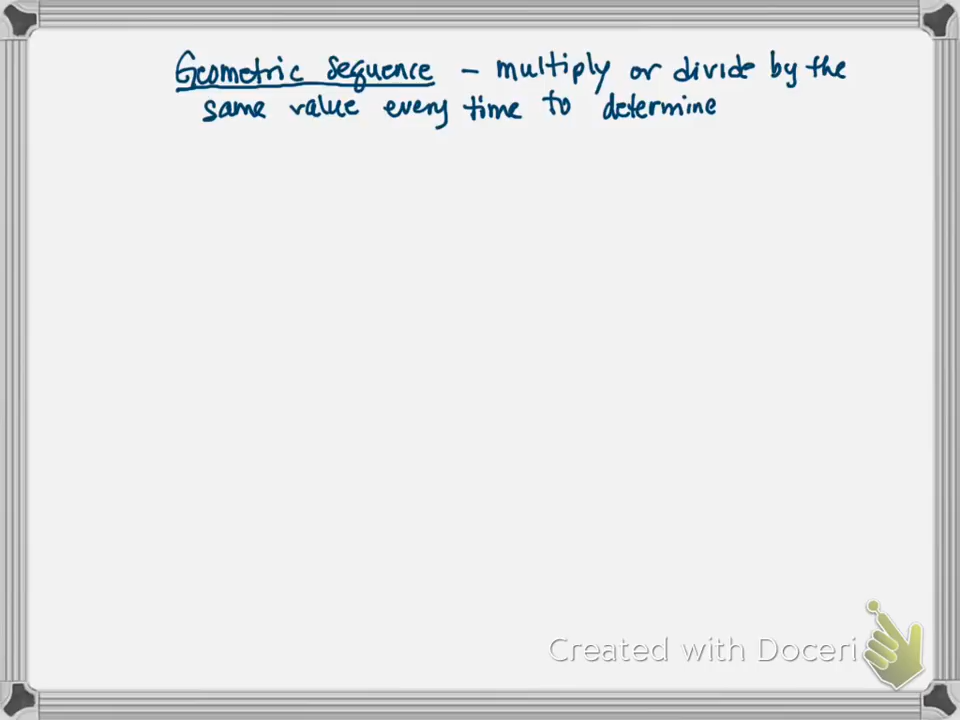 Geometric sequence - multiply or divide by the
same value every time to determine
Created with Doceri